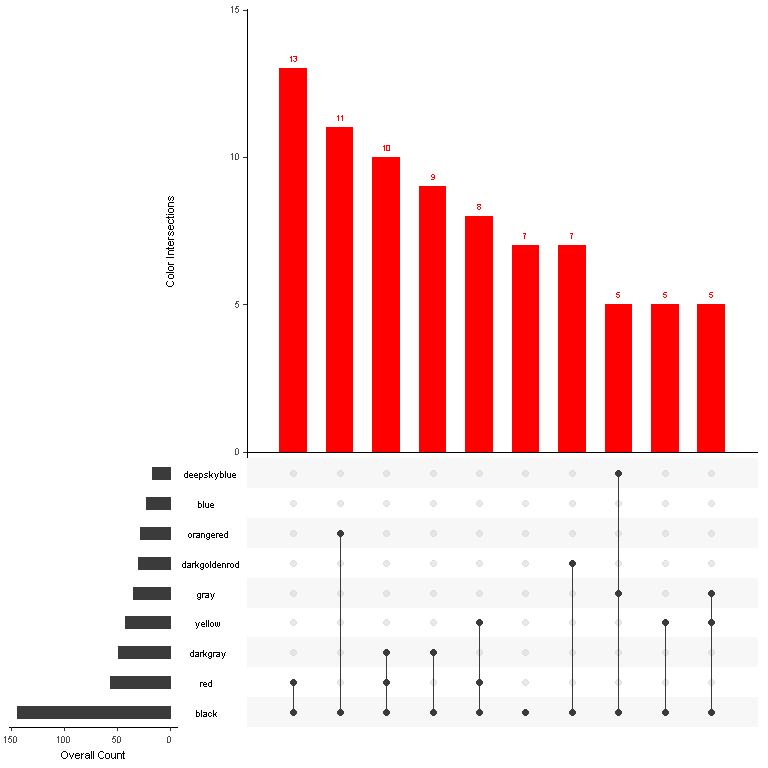 15
13
11
10
10
9
8
7
7
5
5
5
5
0
Color Intersections
deepskyblue
blue
orangered
darkgoldenrod
gray
yellow
darkgray
red
black
150 100 50 0
Overall Count